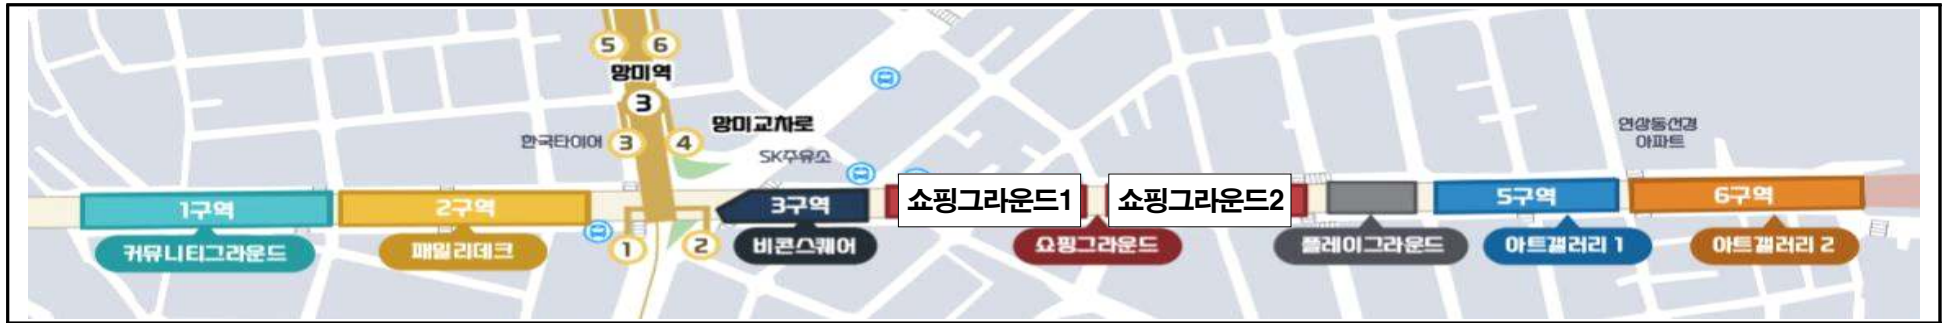 5 6
망미역
3
망미교차로
한국타이어 3 4
SK주유소
연상동선경
아파트
1구역 2구역 3구역 쇼핑그라운드1 쇼핑그라운드2 5구역 6구역
1 2
커뮤니티그라운드 패밀리데크 비콘스퀘어 쇼핑그라운드 플레이그라운드 아트갤러리 1 아트갤러리 2